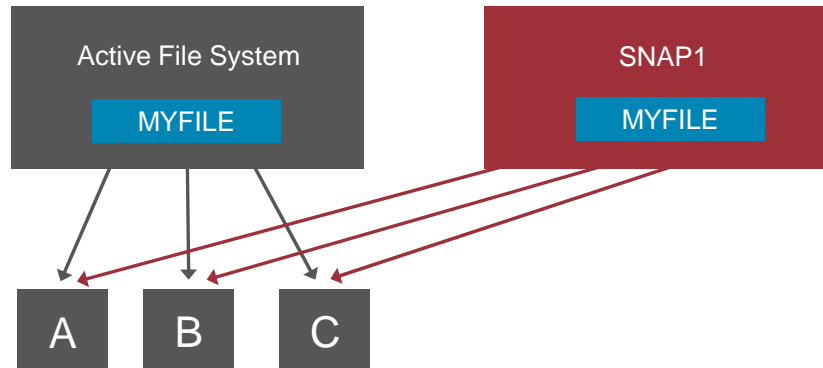 Active File System
MYFILE
SNAP1
MYFILE
A
B
C